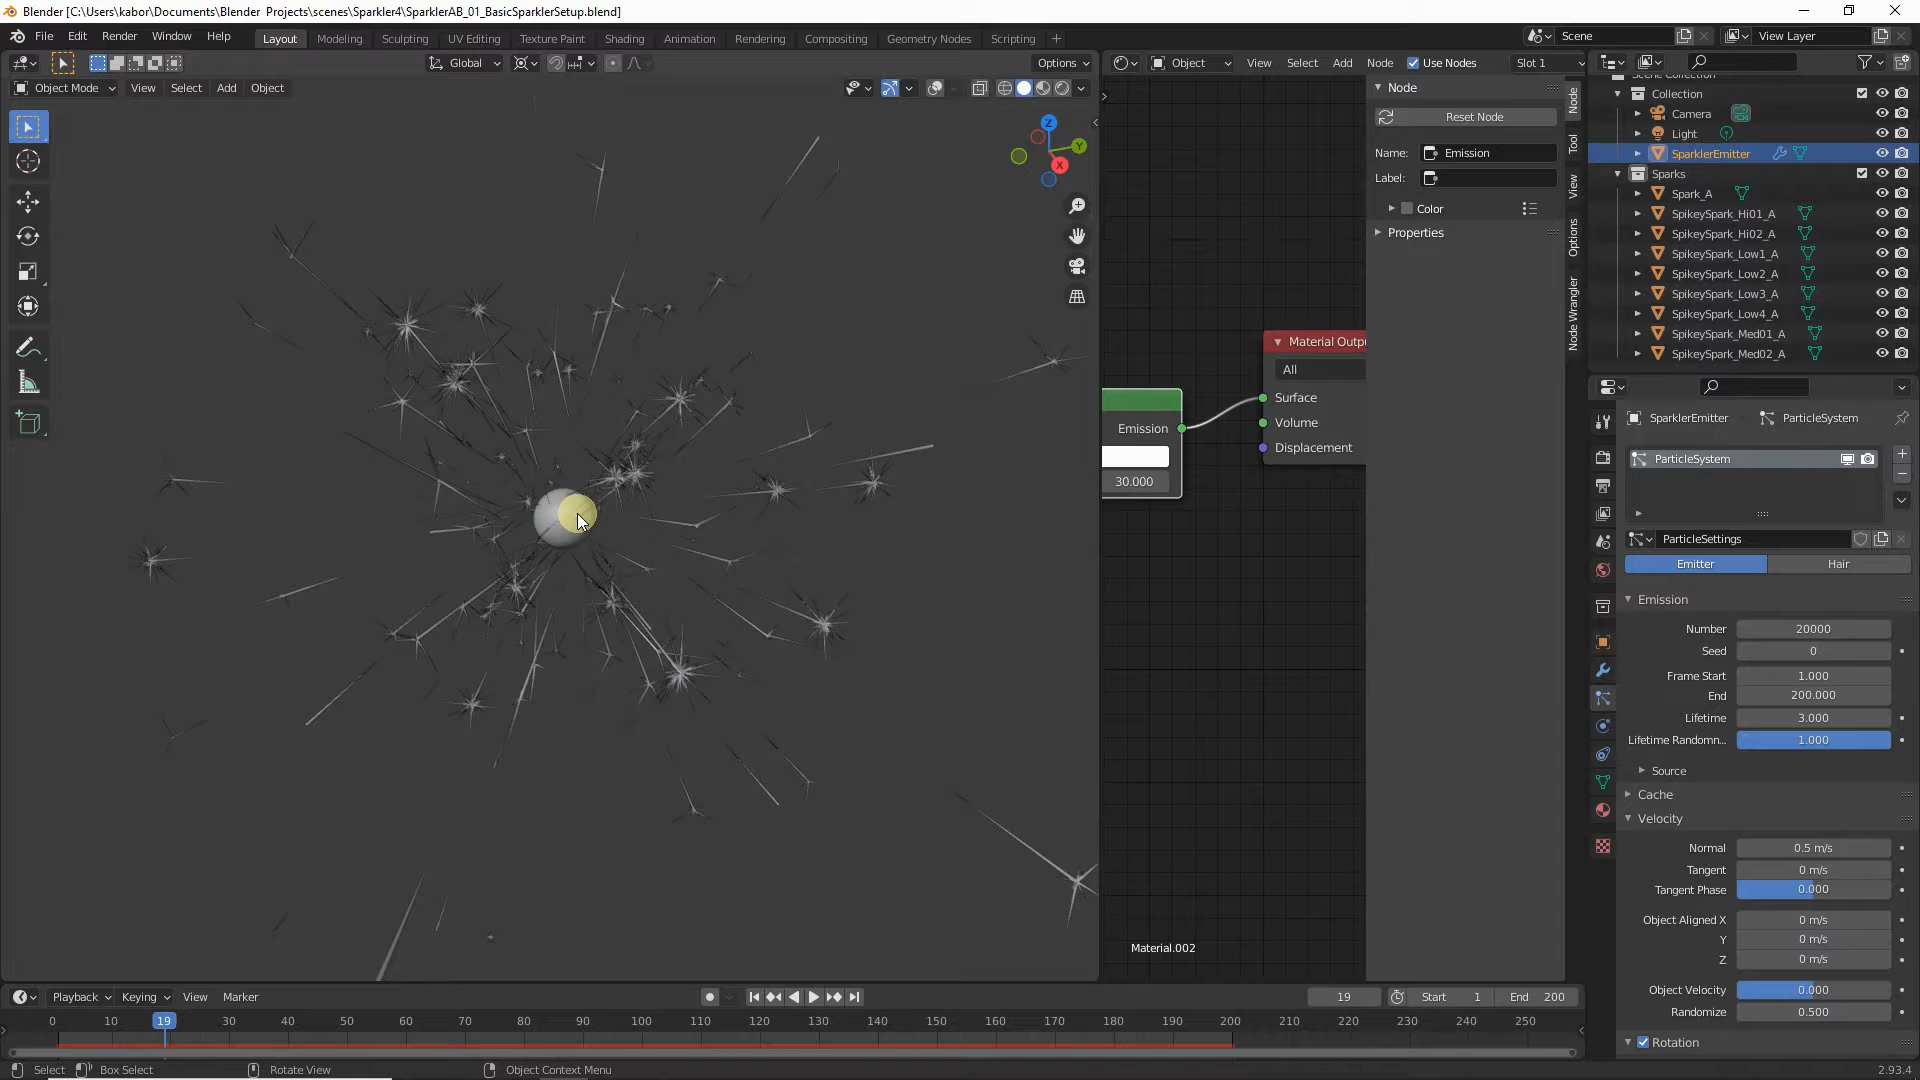 Blender [C:\Users\kabor\Documents\Blender_Projects\scenes\Sparkler4\SparklerAB_01_BasicSparklerSetup.blend]
File Edit Render Window Help Layout Modeling Sculpting UV Editing Texture Paint Shading Animation Rendering Compositing Geometry Nodes Scripting + Scene View Layer
Global Options Object View Select Add Node Use Nodes Slot 1
Object Mode View Select Add Object
Z
Y
X
Node
Reset Node
Name: Emission
Label:
Color
Properties
Node
Tool
View
Options
Node Wrangler
Material Outpu
All
Surface
Volume
Displacement
Emission
30.000
Material.002
Scene Collection
Collection
Camera
Light
SparklerEmitter
Sparks
Spark_A
SpikeySpark_Hi01_A
SpikeySpark_Hi02_A
SpikeySpark_Low1_A
SpikeySpark_Low2_A
SpikeySpark_Low3_A
SpikeySpark_Low4_A
SpikeySpark_Med01_A
SpikeySpark_Med02_A
SparklerEmitter ParticleSystem
ParticleSystem
ParticleSettings
Emitter Hair
Emission
Number 20000
Seed 0
Frame Start 1.000
End 200.000
Lifetime 3.000
Lifetime Randomn... 1.000
Source
Cache
Velocity
Normal 0.5 m/s
Tangent 0 m/s
Tangent Phase 0.000
Object Aligned X 0 m/s
Y 0 m/s
Z 0 m/s
Object Velocity 0.000
Randomize 0.500
Rotation
Playback Keying View Marker 19 Start 1 End 200
0 10 19 30 40 50 60 70 80 90 100 110 120 130 140 150 160 170 180 190 200 210 220 230 240 250
Select Box Select Rotate View Object Context Menu 2.93.4